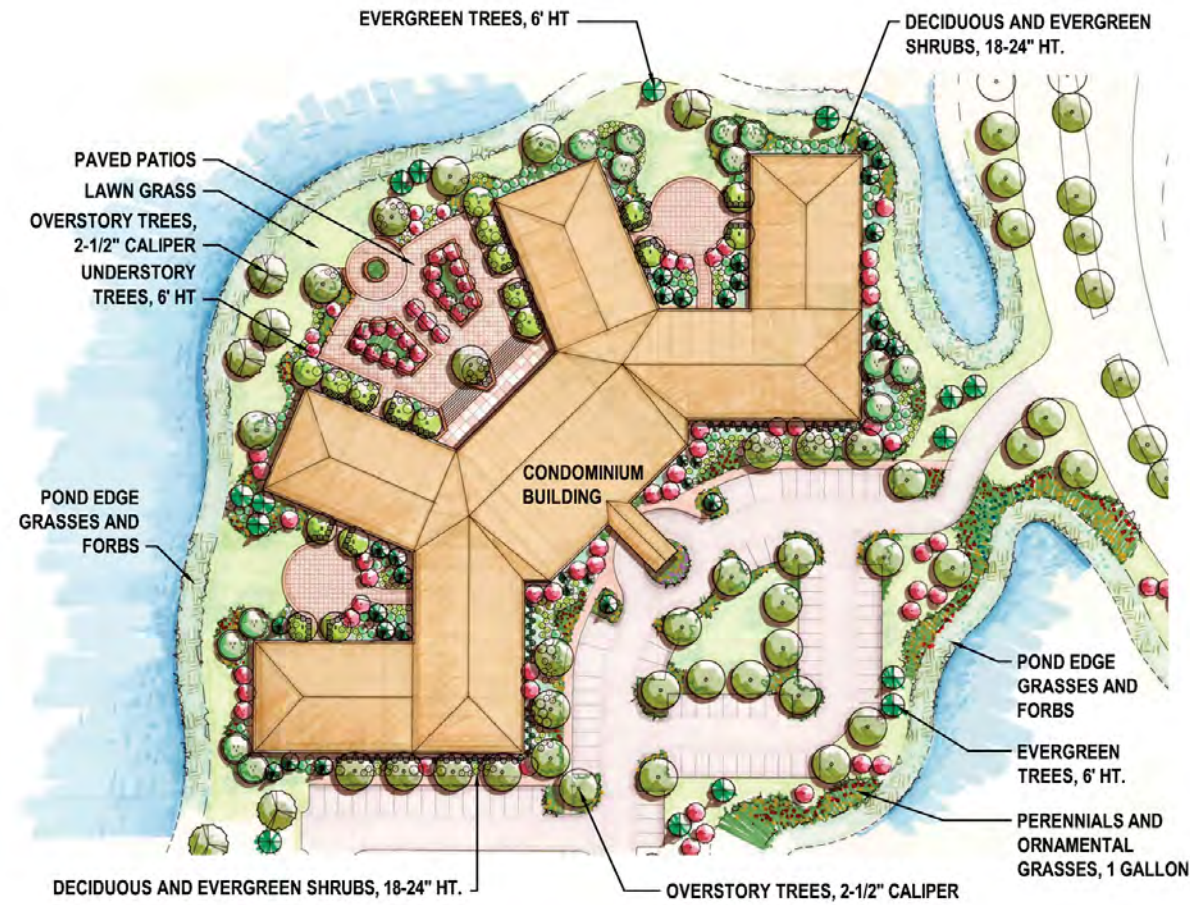 EVERGREEN TREES, 6' HT
DECIDUOUS AND EVERGREEN
SHRUBS, 18-24" HT.
PAVED PATIOS
LAWN GRASS
OVERSTORY TREES,
2-1/2" CALIPER
UNDERSTORY
TREES, 6' HT
CONDOMINIUM
BUILDING
POND EDGE
GRASSES AND
FORBS
POND EDGE
GRASSES AND
FORBS
EVERGREEN
TREES, 6' HT.
PERENNIALS AND
ORNAMENTAL
GRASSES, 1 GALLON
DECIDUOUS AND EVERGREEN SHRUBS, 18-24" HT.
OVERSTORY TREES, 2-1/2" CALIPER